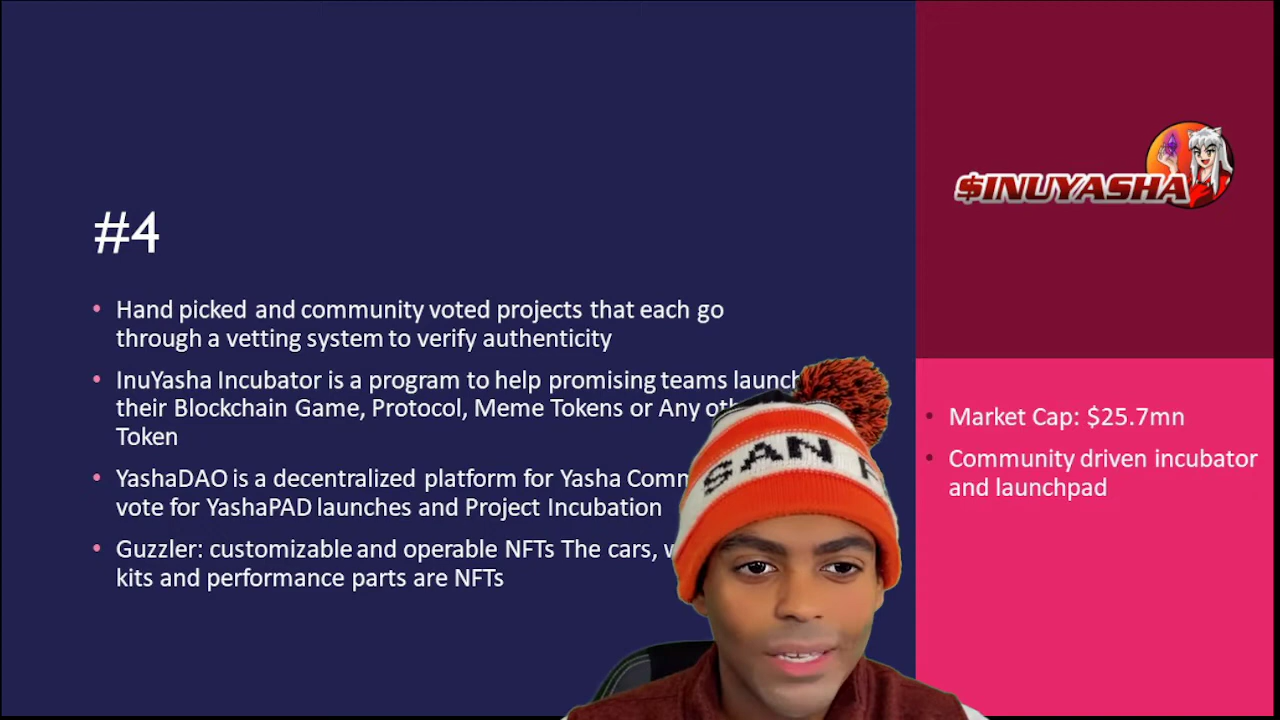 #4
• Hand picked and community voted projects that each go
through a vetting system to verify authenticity
• InuYasha Incubator is a program to help promising teams launch
their Blockchain Game, Protocol, Meme Tokens or Any
Token
• YashaDAO is a decentralized platform for Yasha
vote for YashaPAD launches and Project Incubation
• Guzzler: customizable and operable NFTs The cars,
kits and performance parts are NFTs
$INUYASHA
• Market Cap: $25.7mn
• Community driven incubator
and launchpad
SAN